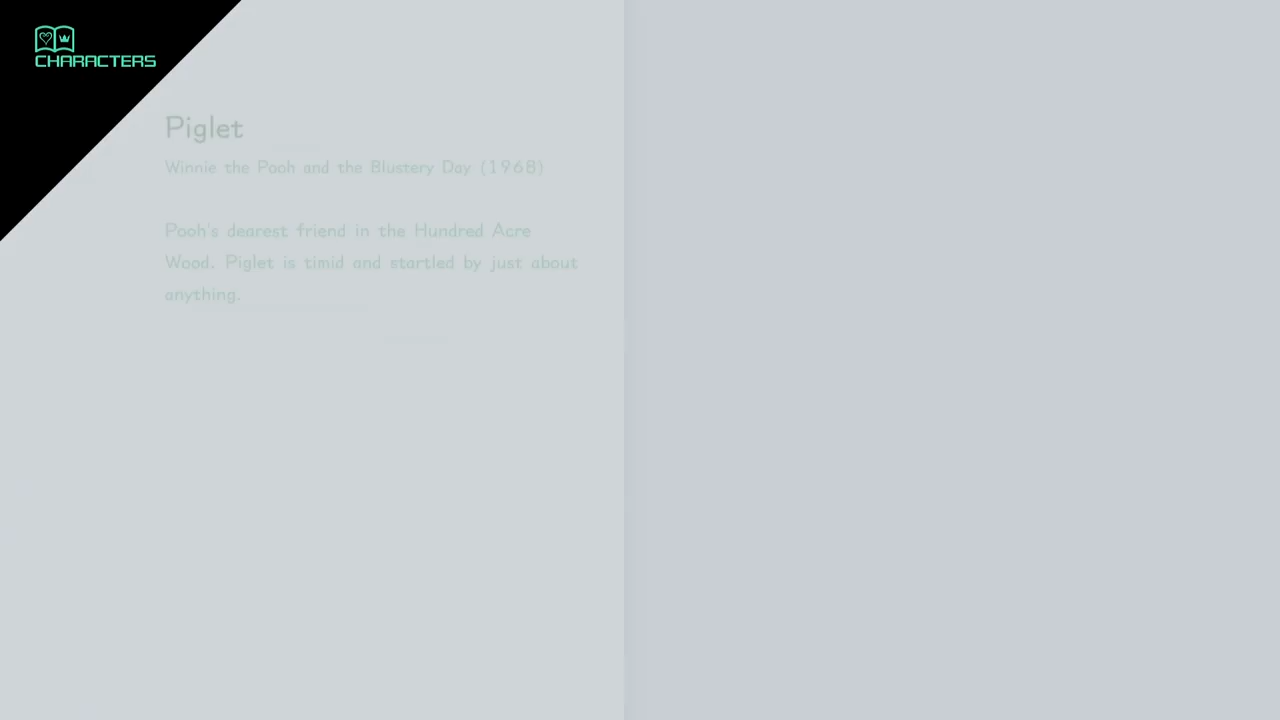 CHARACTERS
Piglet
Winnie the Pooh and the Blustery Day (1968)
Pooh's dearest friend in the Hundred Acre
Wood. Piglet is timid and startled by just about
anything.